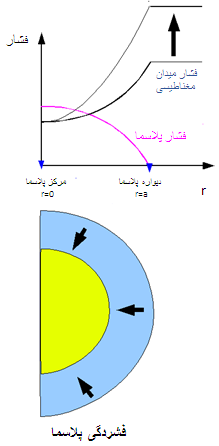 فشار
فشار میدان
مغناطیسی
فشار پلاسما
r
مرکز پلاسما
r=0
دیواره پلاسما
r=a
فشردگی پلاسما